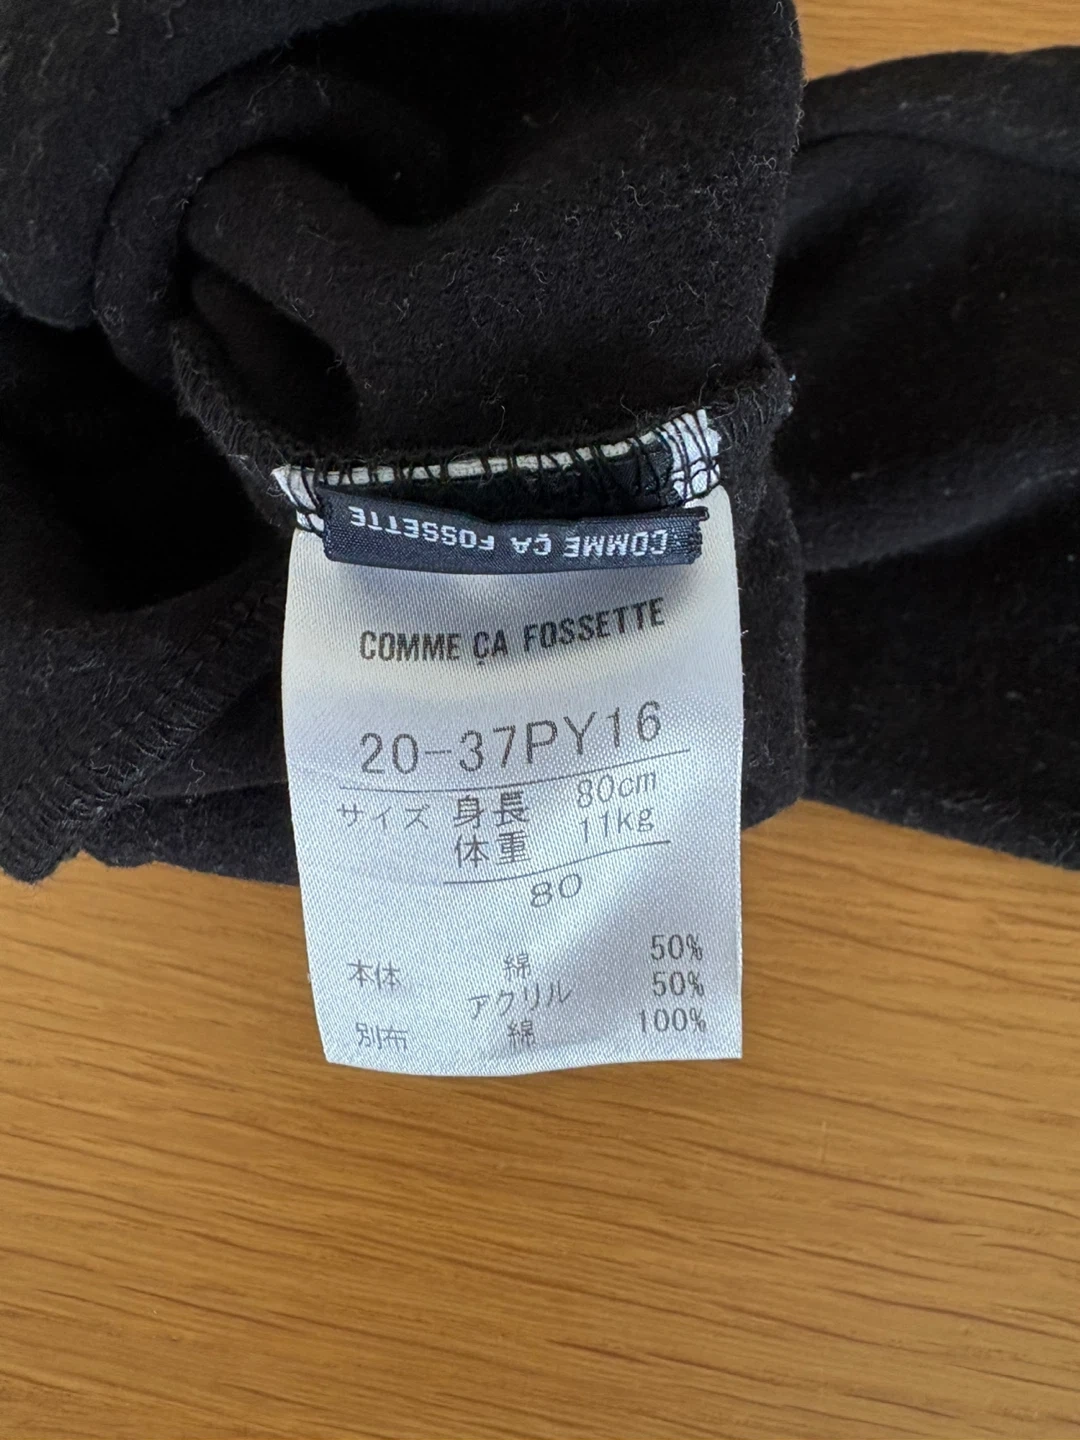 COMME ÇA FOSSETTE
COMME ÇA FOSSETTE
20-37PY16
サイズ 身長 80cm
体重 11kg
80
本体 綿 50%
アクリル 50%
別布 綿 100%